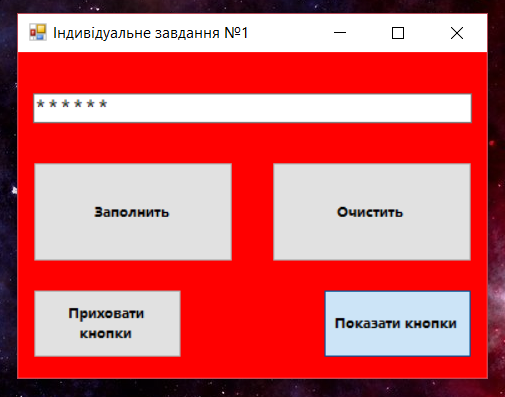 Індивідуальне завдання №1
******
Заполнить
Очистить
Приховати
кнопки
Показати кнопки